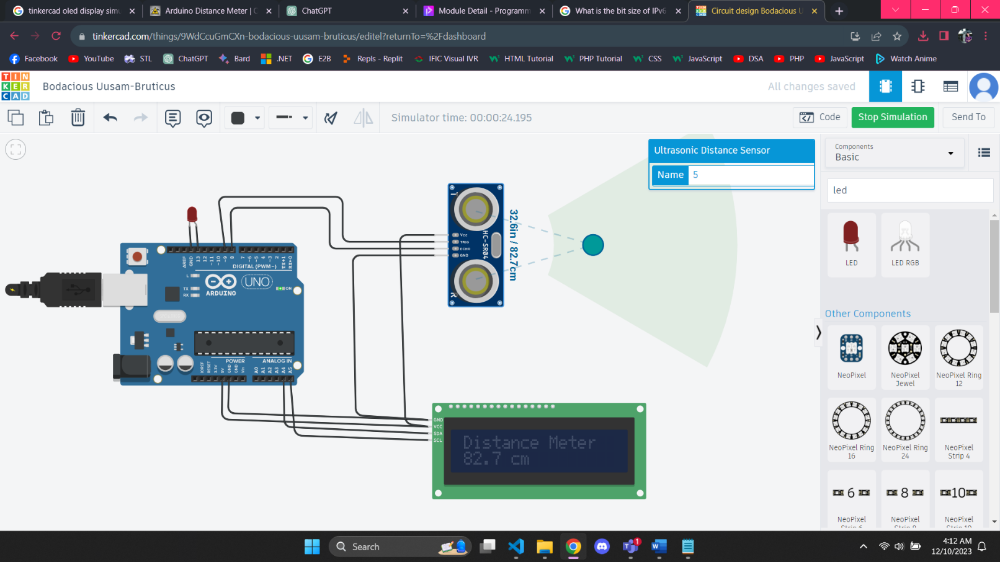 tinkercad oled display simu
Arduino Distance Meter | C
ChatGPT
Module Detail - Programm
What is the bit size of IPv6
Circuit design Bodacious U
tinkercad.com/things/9WdCcuGmCXn-bodacious-uusam-bruticus/editel?returnTo=%2Fdashboard
Facebook
YouTube
STL
ChatGPT
Bard
.NET
E2B
Repls - Replit
IFIC Visual IVR
HTML Tutorial
PHP Tutorial
CSS
JavaScript
DSA
PHP
JavaScript
Watch Anime
TIN
KER
CAD
Bodacious Uusam-Bruticus
All changes saved
Simulator time: 00:00:24.195
Code
Stop Simulation
Send To
Ultrasonic Distance Sensor
Name 5
Components
Basic
led
LED
LED RGB
Other Components
NeoPixel
NeoPixel
Jewel
NeoPixel Ring
12
NeoPixel Ring
16
NeoPixel Ring
24
NeoPixel
Strip 4
6
8
10
NeoPixel
Strip 6
NeoPixel
Strip 8
NeoPixel
Strip 10
T
VCC
TRIG
ECHO
GND
HC-SR04
R
32.6in / 82.7cm
AREF
GND
13
12
~11
~10
~9
8
7
~6
~5
4
~3
2
TX→1
RX←0
DIGITAL (PWM~)
L
TX
RX
ARDUINO
UNO
ON
POWER
ANALOG IN
IOREF
RESET
3.3V
5V
GND
GND
Vin
A0
A1
A2
A3
A4
A5
GND
VCC
SDA
SCL
Distance Meter
82.7 cm
Search
1
4:12 AM
12/10/2023